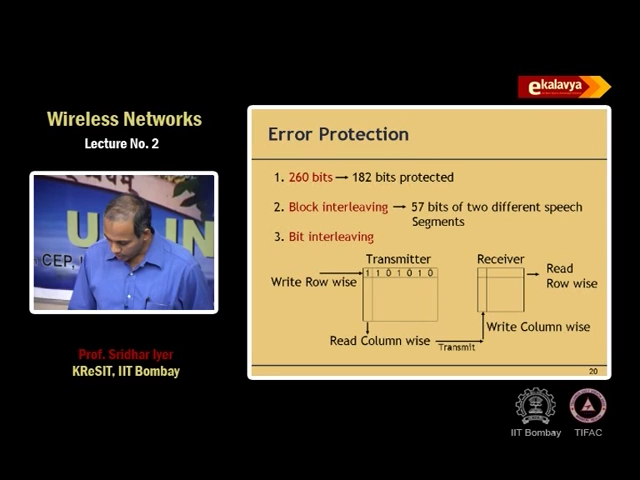 ekalavya
Wireless Networks
Lecture No. 2
Error Protection
1. 260 bits → 182 bits protected
2. Block interleaving → 57 bits of two different speech
Segments
3. Bit interleaving
Transmitter
Receiver
Write Row wise
1 1 0 1 0 1 0
Read
Row wise
Write Column wise
Read Column wise
Transmit
20
CEP,
Prof. Sridhar Iyer
KReSIT, IIT Bombay
IIT Bombay
TIFAC